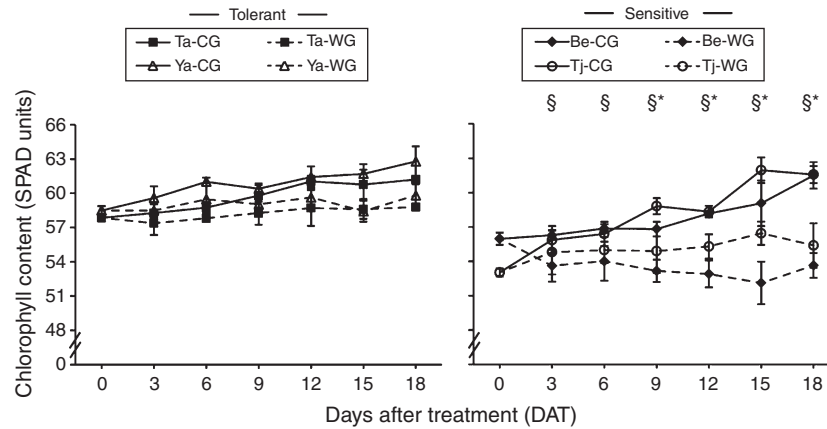 Tolerant
Ta-CG Ta-WG
Ya-CG Ya-WG
Sensitive
Be-CG Be-WG
Tj-CG Tj-WG
§ § §* §* §* §*
Chlorophyll content (SPAD units)
66
63
60
57
54
51
48
0
0 3 6 9 12 15 18
0 3 6 9 12 15 18
Days after treatment (DAT)